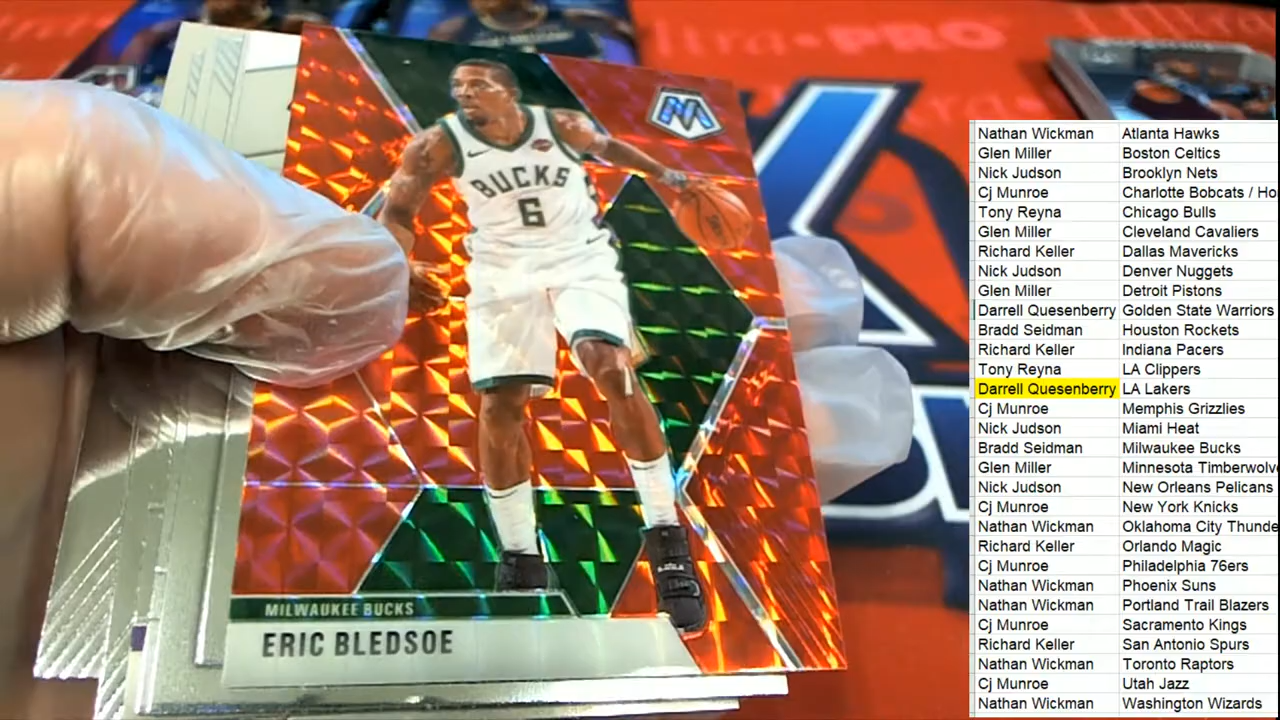 Ultra•PRO
BUCKS
6
MILWAUKEE BUCKS
ERIC BLEDSOE
Nathan Wickman Atlanta Hawks
Glen Miller Boston Celtics
Nick Judson Brooklyn Nets
Cj Munroe Charlotte Bobcats / Ho
Tony Reyna Chicago Bulls
Glen Miller Cleveland Cavaliers
Richard Keller Dallas Mavericks
Nick Judson Denver Nuggets
Glen Miller Detroit Pistons
Darrell Quesenberry Golden State Warriors
Bradd Seidman Houston Rockets
Richard Keller Indiana Pacers
Tony Reyna LA Clippers
Darrell Quesenberry LA Lakers
Cj Munroe Memphis Grizzlies
Nick Judson Miami Heat
Bradd Seidman Milwaukee Bucks
Glen Miller Minnesota Timberwolv
Nick Judson New Orleans Pelicans
Cj Munroe New York Knicks
Nathan Wickman Oklahoma City Thunde
Richard Keller Orlando Magic
Cj Munroe Philadelphia 76ers
Nathan Wickman Phoenix Suns
Nathan Wickman Portland Trail Blazers
Cj Munroe Sacramento Kings
Richard Keller San Antonio Spurs
Nathan Wickman Toronto Raptors
Cj Munroe Utah Jazz
Nathan Wickman Washington Wizards